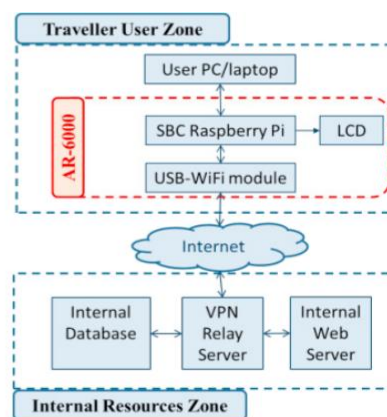 Traveller User Zone
User PC/laptop
AR-6000
SBC Raspberry Pi
LCD
USB-WiFi module
Internet
Internal
Database
VPN
Relay
Server
Internal
Web
Server
Internal Resources Zone